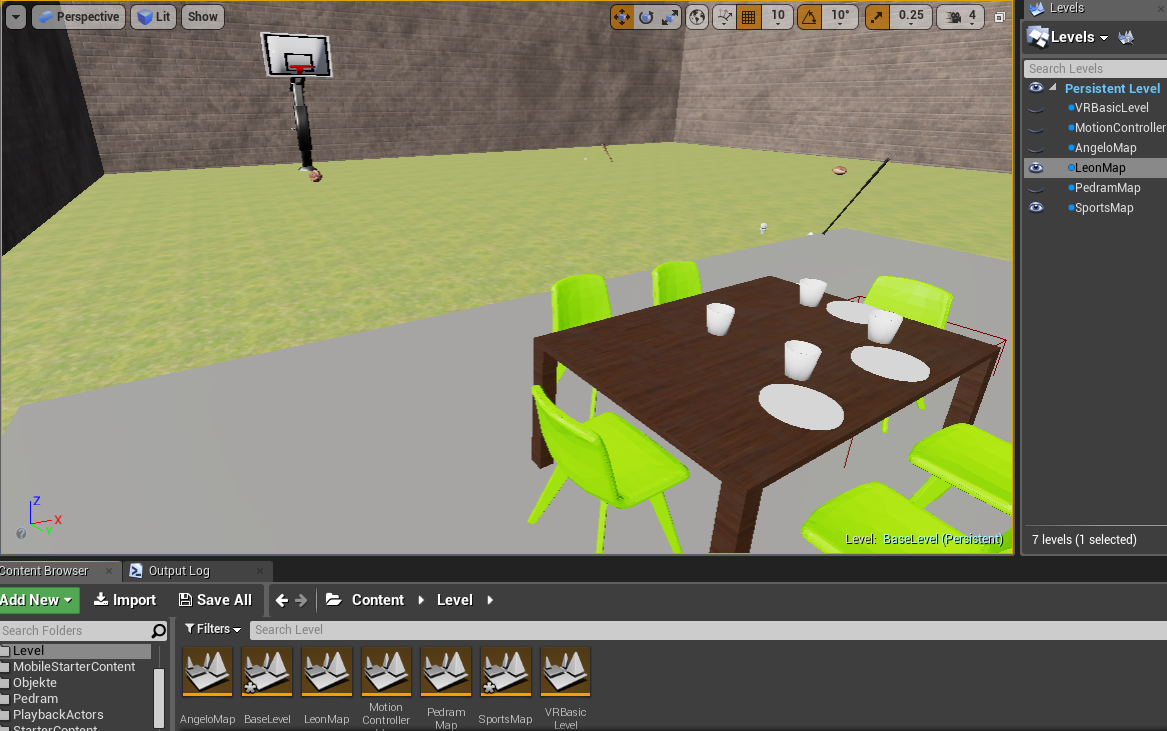 Perspective
Lit
Show
10
10°
0.25
4
Levels
Levels
Search Levels
Persistent Level
VRBasicLevel
MotionController
AngeloMap
LeonMap
PedramMap
SportsMap
Z
X
Y
?
Level: BaseLevel (Persistent)
7 levels (1 selected)
Content Browser
Output Log
Add New
Import
Save All
Content
Level
Search Folders
Filters
Search Level
Level
MobileStarterContent
Objekte
Pedram
PlaybackActors
StarterContent
AngeloMap
BaseLevel
LeonMap
Motion
Controller
Pedram
Map
SportsMap
VRBasic
Level